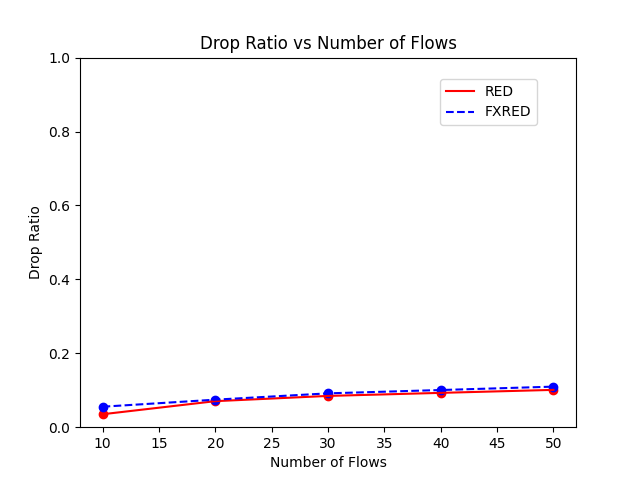 Drop Ratio vs Number of Flows
1.0
0.8
0.6
0.4
0.2
0.0
Drop Ratio
RED
FXRED
10 15 20 25 30 35 40 45 50
Number of Flows